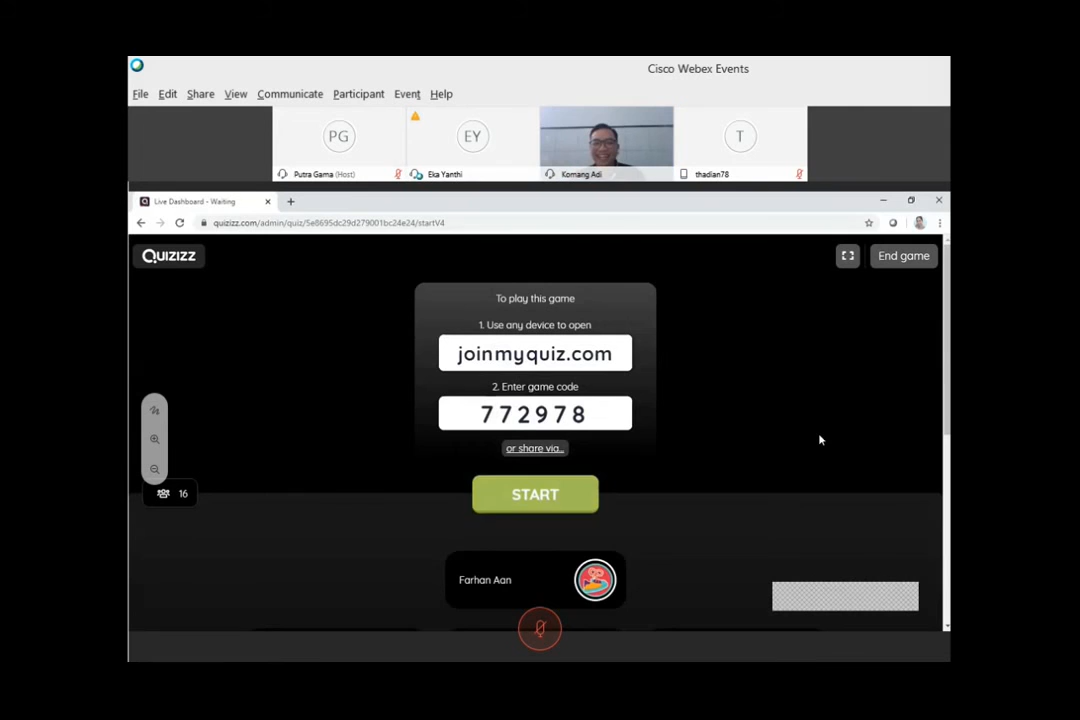 Cisco Webex Events
File Edit Share View Communicate Participant Event Help
PG EY T
Putra Gama (Host) Eka Yanthi Komang Adi thadian78
Live Dashboard - Waiting
quizizz.com/admin/quiz/5e8695dc29d279001bc24e24/startV4
Quizizz
End game
To play this game
1. Use any device to open
joinmyquiz.com
2. Enter game code
772978
or share via..
16
START
Farhan Aan